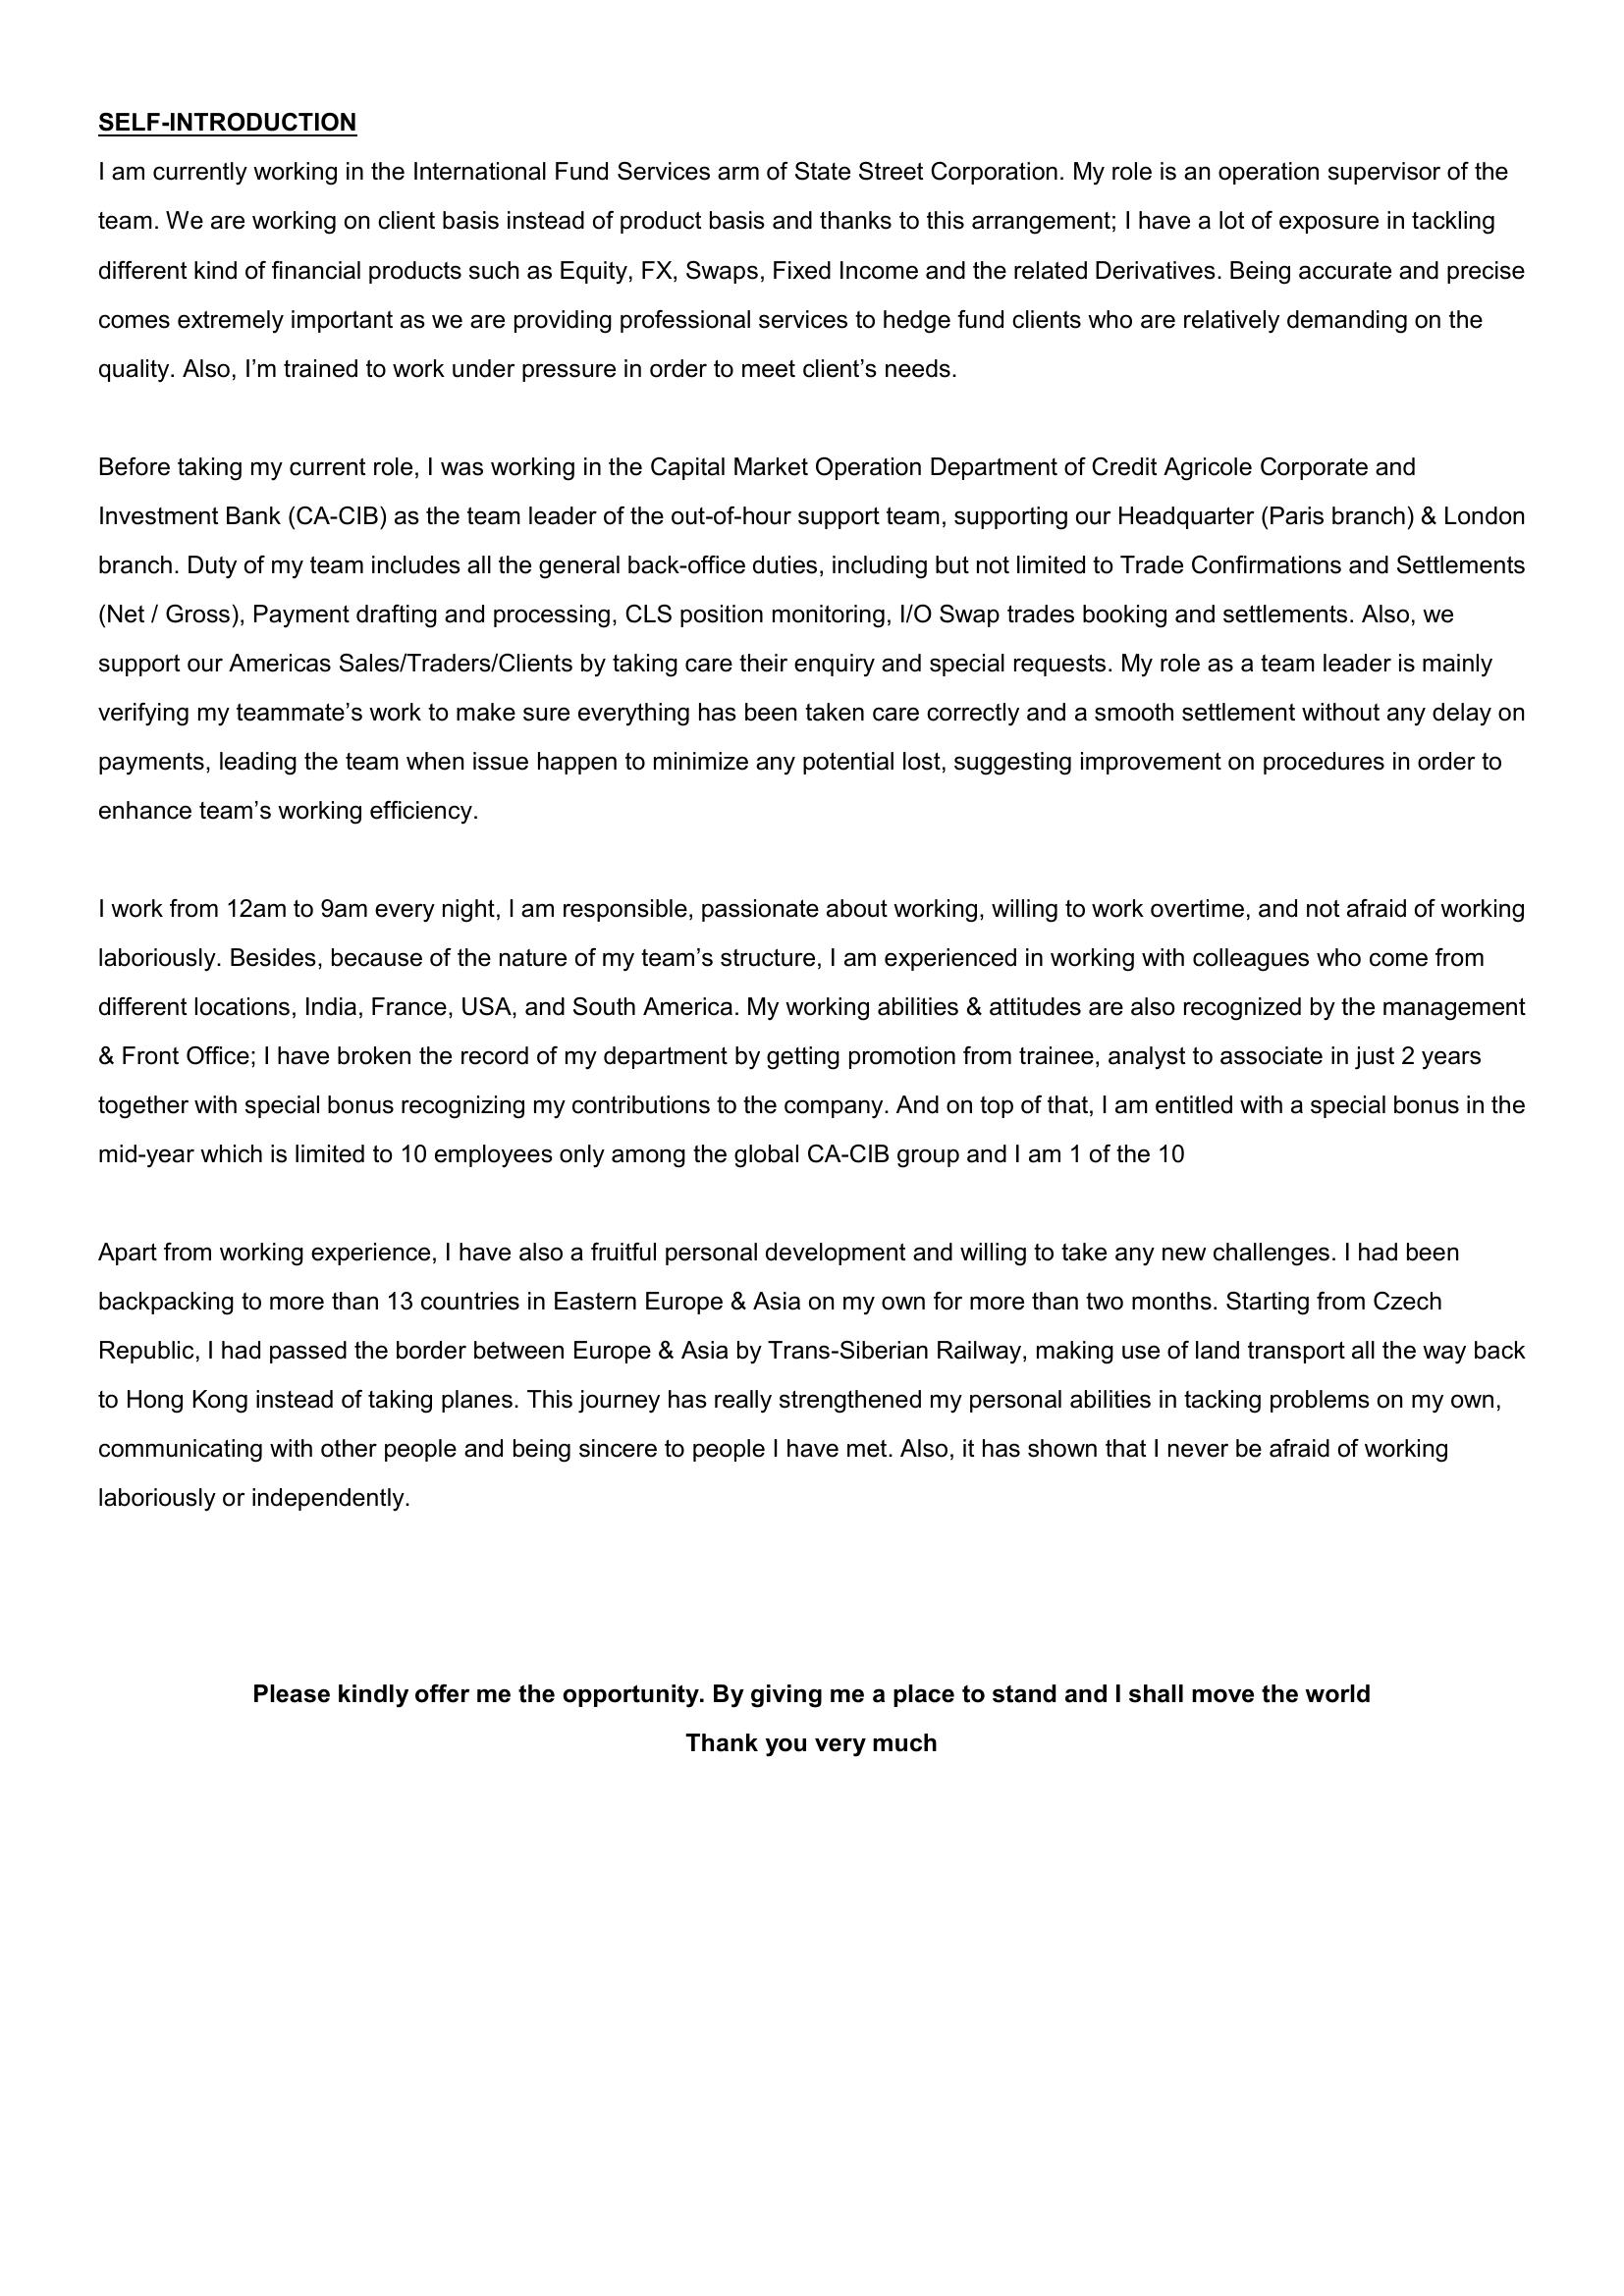 SELF-INTRODUCTION
I am currently working in the International Fund Services arm of State Street Corporation. My role is an operation supervisor of the
team. We are working on client basis instead of product basis and thanks to this arrangement; I have a lot of exposure in tackling
different kind of financial products such as Equity, FX, Swaps, Fixed Income and the related Derivatives. Being accurate and precise
comes extremely important as we are providing professional services to hedge fund clients who are relatively demanding on the
quality. Also, I’m trained to work under pressure in order to meet client’s needs.
Before taking my current role, I was working in the Capital Market Operation Department of Credit Agricole Corporate and
Investment Bank (CA-CIB) as the team leader of the out-of-hour support team, supporting our Headquarter (Paris branch) & London
branch. Duty of my team includes all the general back-office duties, including but not limited to Trade Confirmations and Settlements
(Net / Gross), Payment drafting and processing, CLS position monitoring, I/O Swap trades booking and settlements. Also, we
support our Americas Sales/Traders/Clients by taking care their enquiry and special requests. My role as a team leader is mainly
verifying my teammate’s work to make sure everything has been taken care correctly and a smooth settlement without any delay on
payments, leading the team when issue happen to minimize any potential lost, suggesting improvement on procedures in order to
enhance team’s working efficiency.
I work from 12am to 9am every night, I am responsible, passionate about working, willing to work overtime, and not afraid of working
laboriously. Besides, because of the nature of my team’s structure, I am experienced in working with colleagues who come from
different locations, India, France, USA, and South America. My working abilities & attitudes are also recognized by the management
& Front Office; I have broken the record of my department by getting promotion from trainee, analyst to associate in just 2 years
together with special bonus recognizing my contributions to the company. And on top of that, I am entitled with a special bonus in the
mid-year which is limited to 10 employees only among the global CA-CIB group and I am 1 of the 10
Apart from working experience, I have also a fruitful personal development and willing to take any new challenges. I had been
backpacking to more than 13 countries in Eastern Europe & Asia on my own for more than two months. Starting from Czech
Republic, I had passed the border between Europe & Asia by Trans-Siberian Railway, making use of land transport all the way back
to Hong Kong instead of taking planes. This journey has really strengthened my personal abilities in tacking problems on my own,
communicating with other people and being sincere to people I have met. Also, it has shown that I never be afraid of working
laboriously or independently.
Please kindly offer me the opportunity. By giving me a place to stand and I shall move the world
Thank you very much